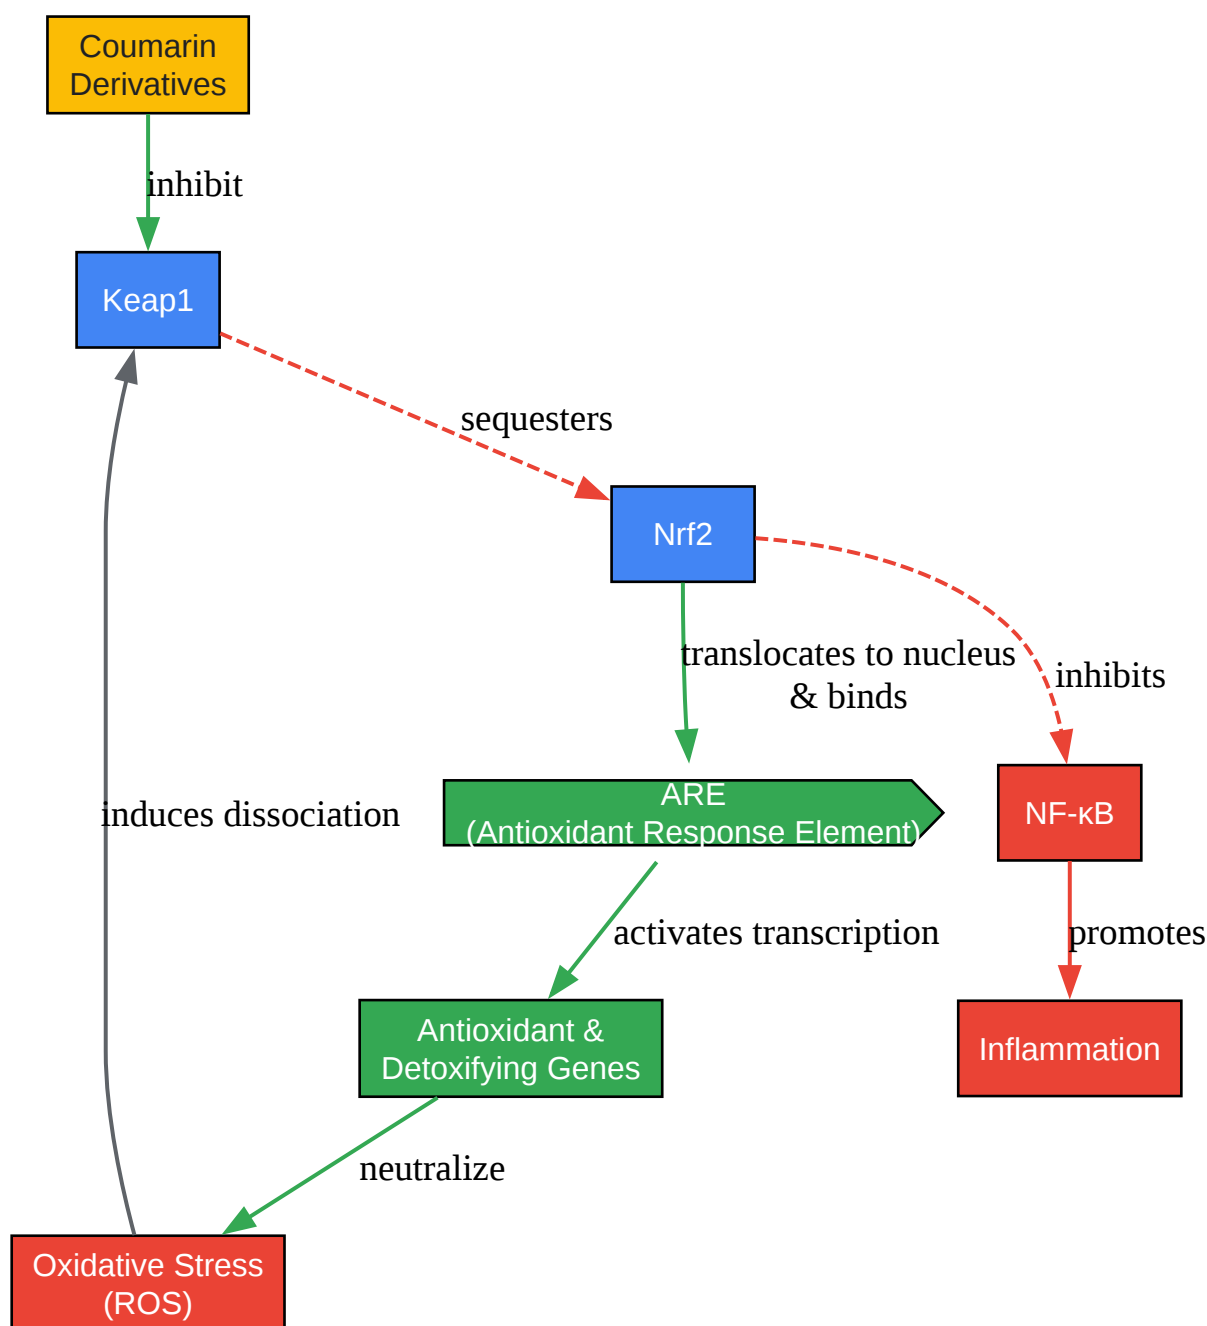 Coumarin
Derivatives
inhibit
Keap1
sequesters
Nrf2
translocates to nucleus
& binds
inhibits
induces dissociation
ARE
(Antioxidant Response Element)
NF-κB
activates transcription
promotes
Antioxidant &
Detoxifying Genes
Inflammation
neutralize
Oxidative Stress
(ROS)